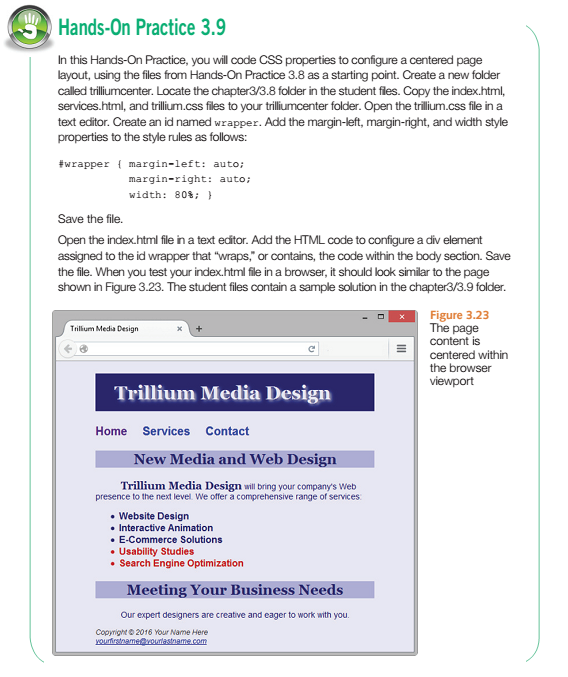 Hands-On Practice 3.9
In this Hands-On Practice, you will code CSS properties to configure a centered page
layout, using the files from Hands-On Practice 3.8 as a starting point. Create a new folder
called trilliumcenter. Locate the chapter3/3.8 folder in the student files. Copy the index.html,
services.html, and trillium.css files to your trilliumcenter folder. Open the trillium.css file in a
text editor. Create an id named wrapper. Add the margin-left, margin-right, and width style
properties to the style rules as follows:
#wrapper { margin-left: auto;
margin-right: auto;
width: 80%; }
Save the file.
Open the index.html file in a text editor. Add the HTML code to configure a div element
assigned to the id wrapper that “wraps,” or contains, the code within the body section. Save
the file. When you test your index.html file in a browser, it should look similar to the page
shown in Figure 3.23. The student files contain a sample solution in the chapter3/3.9 folder.
Trillium Media Design
Trillium Media Design
Home Services Contact
New Media and Web Design
Trillium Media Design will bring your company's Web
presence to the next level. We offer a comprehensive range of services:
• Website Design
• Interactive Animation
• E-Commerce Solutions
• Usability Studies
• Search Engine Optimization
Meeting Your Business Needs
Our expert designers are creative and eager to work with you.
Copyright © 2016 Your Name Here
yourfirstname@yourlastname.com
Figure 3.23
The page
content is
centered within
the browser
viewport